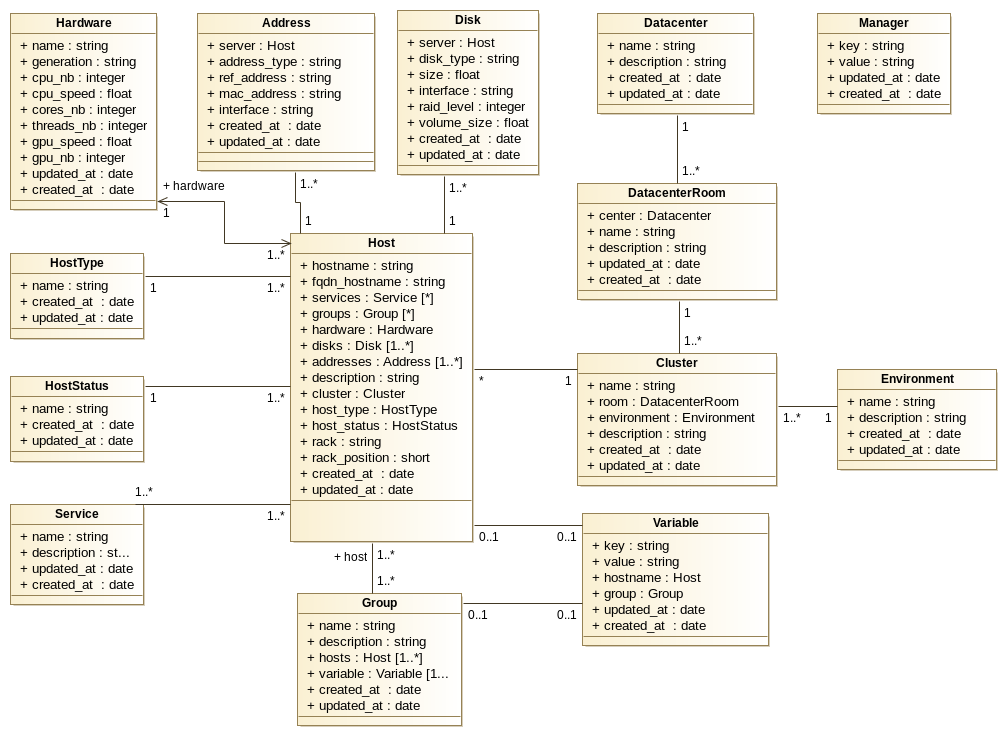 Hardware
+ name : string
+ generation : string
+ cpu_nb : integer
+ cpu_speed : float
+ cores_nb : integer
+ threads_nb : integer
+ gpu_speed : float
+ gpu_nb : integer
+ updated_at : date
+ created_at : date
Address
+ server : Host
+ address_type : string
+ ref_address : string
+ mac_address : string
+ interface : string
+ created_at : date
+ updated_at : date
Disk
+ server : Host
+ disk_type : string
+ size : float
+ interface : string
+ raid_level : integer
+ volume_size : float
+ created_at : date
+ updated_at : date
Datacenter
+ name : string
+ description : string
+ created_at : date
+ updated_at : date
Manager
+ key : string
+ value : string
+ updated_at : date
+ created_at : date
1
1..*
+ hardware
1
1..*
1..*
1
1..*
1
DatacenterRoom
+ center : Datacenter
+ name : string
+ description : string
+ updated_at : date
+ created_at : date
HostType
+ name : string
+ created_at : date
+ updated_at : date
1
1..*
Host
+ hostname : string
+ fqdn_hostname : string
+ services : Service [*]
+ groups : Group [*]
+ hardware : Hardware
+ disks : Disk [1..*]
+ addresses : Address [1..*]
+ description : string
+ cluster : Cluster
+ host_type : HostType
+ host_status : HostStatus
+ rack : string
+ rack_position : short
+ created_at : date
+ updated_at : date
1
1..*
*
1
Cluster
+ name : string
+ room : DatacenterRoom
+ environment : Environment
+ description : string
+ created_at : date
+ updated_at : date
1..*
1
Environment
+ name : string
+ description : string
+ created_at : date
+ updated_at : date
HostStatus
+ name : string
+ created_at : date
+ updated_at : date
1
1..*
1..*
1..*
Service
+ name : string
+ description : st...
+ updated_at : date
+ created_at : date
0..1
0..1
Variable
+ key : string
+ value : string
+ hostname : Host
+ group : Group
+ updated_at : date
+ created_at : date
+ host
1..*
1..*
0..1
0..1
Group
+ name : string
+ description : string
+ hosts : Host [1..*]
+ variable : Variable [1...
+ created_at : date
+ updated_at : date